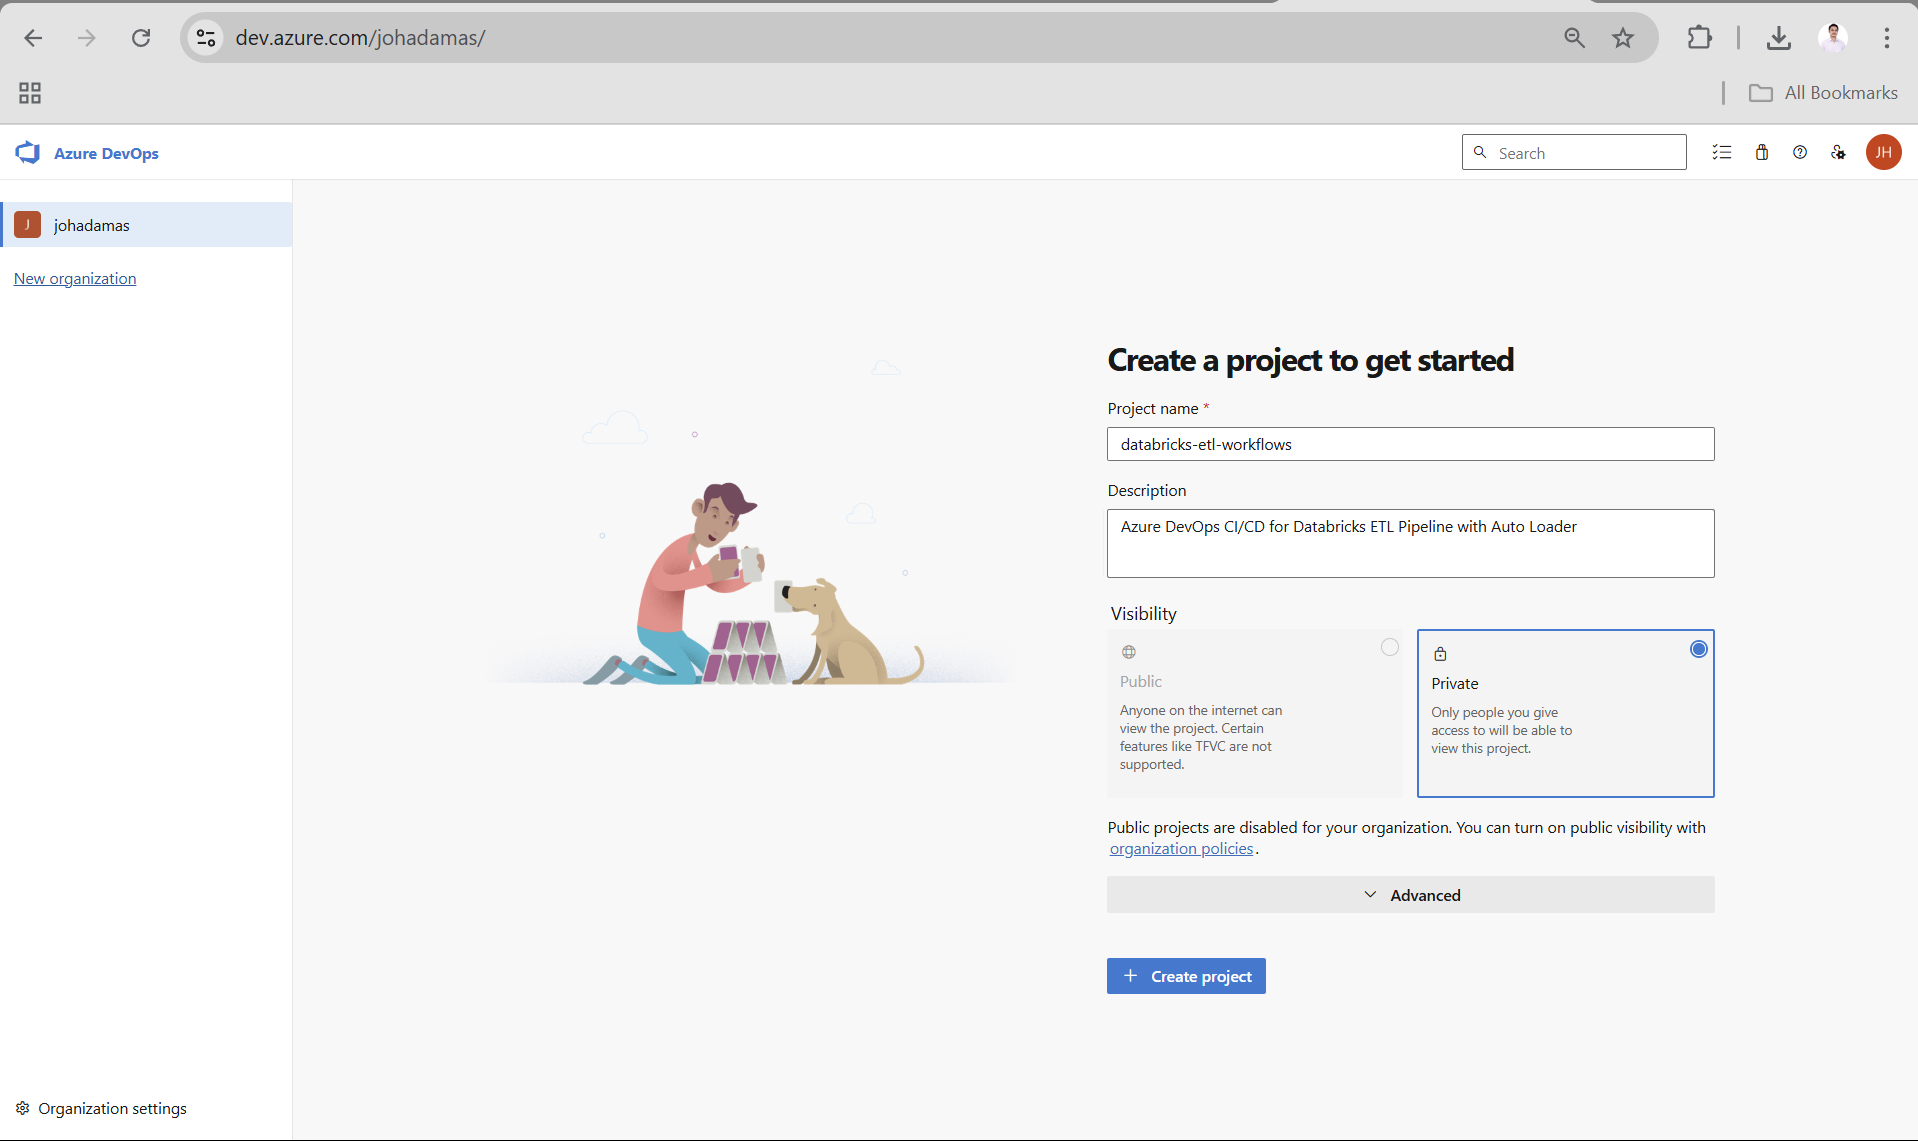 dev.azure.com/johadamas/
All Bookmarks
Azure DevOps
Search
JH
J
johadamas
New organization
Create a project to get started
Project name *
databricks-etl-workflows
Description
Azure DevOps CI/CD for Databricks ETL Pipeline with Auto Loader
Visibility
Public
Anyone on the internet can
view the project. Certain
features like TFVC are not
supported.
Private
Only people you give
access to will be able to
view this project.
Public projects are disabled for your organization. You can turn on public visibility with
organization policies.
Advanced
Create project
Organization settings